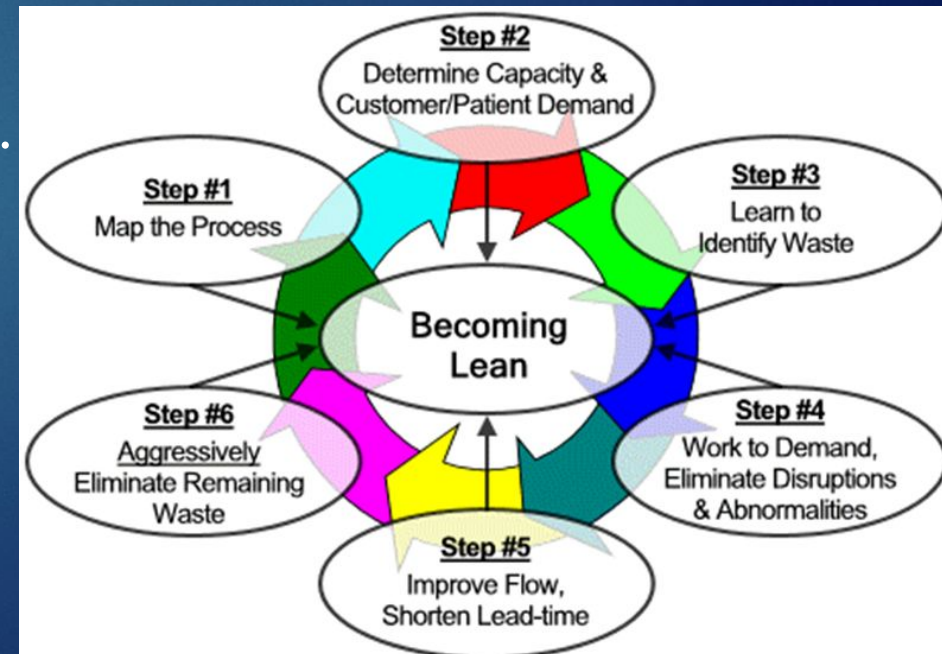 Step #1
Map the Process
Step #2
Determine Capacity &
Customer/Patient Demand
Step #3
Learn to
Identify Waste
Step #4
Work to Demand,
Eliminate Disruptions
& Abnormalities
Step #5
Improve Flow,
Shorten Lead-time
Step #6
Aggressively
Eliminate Remaining
Waste
Becoming
Lean